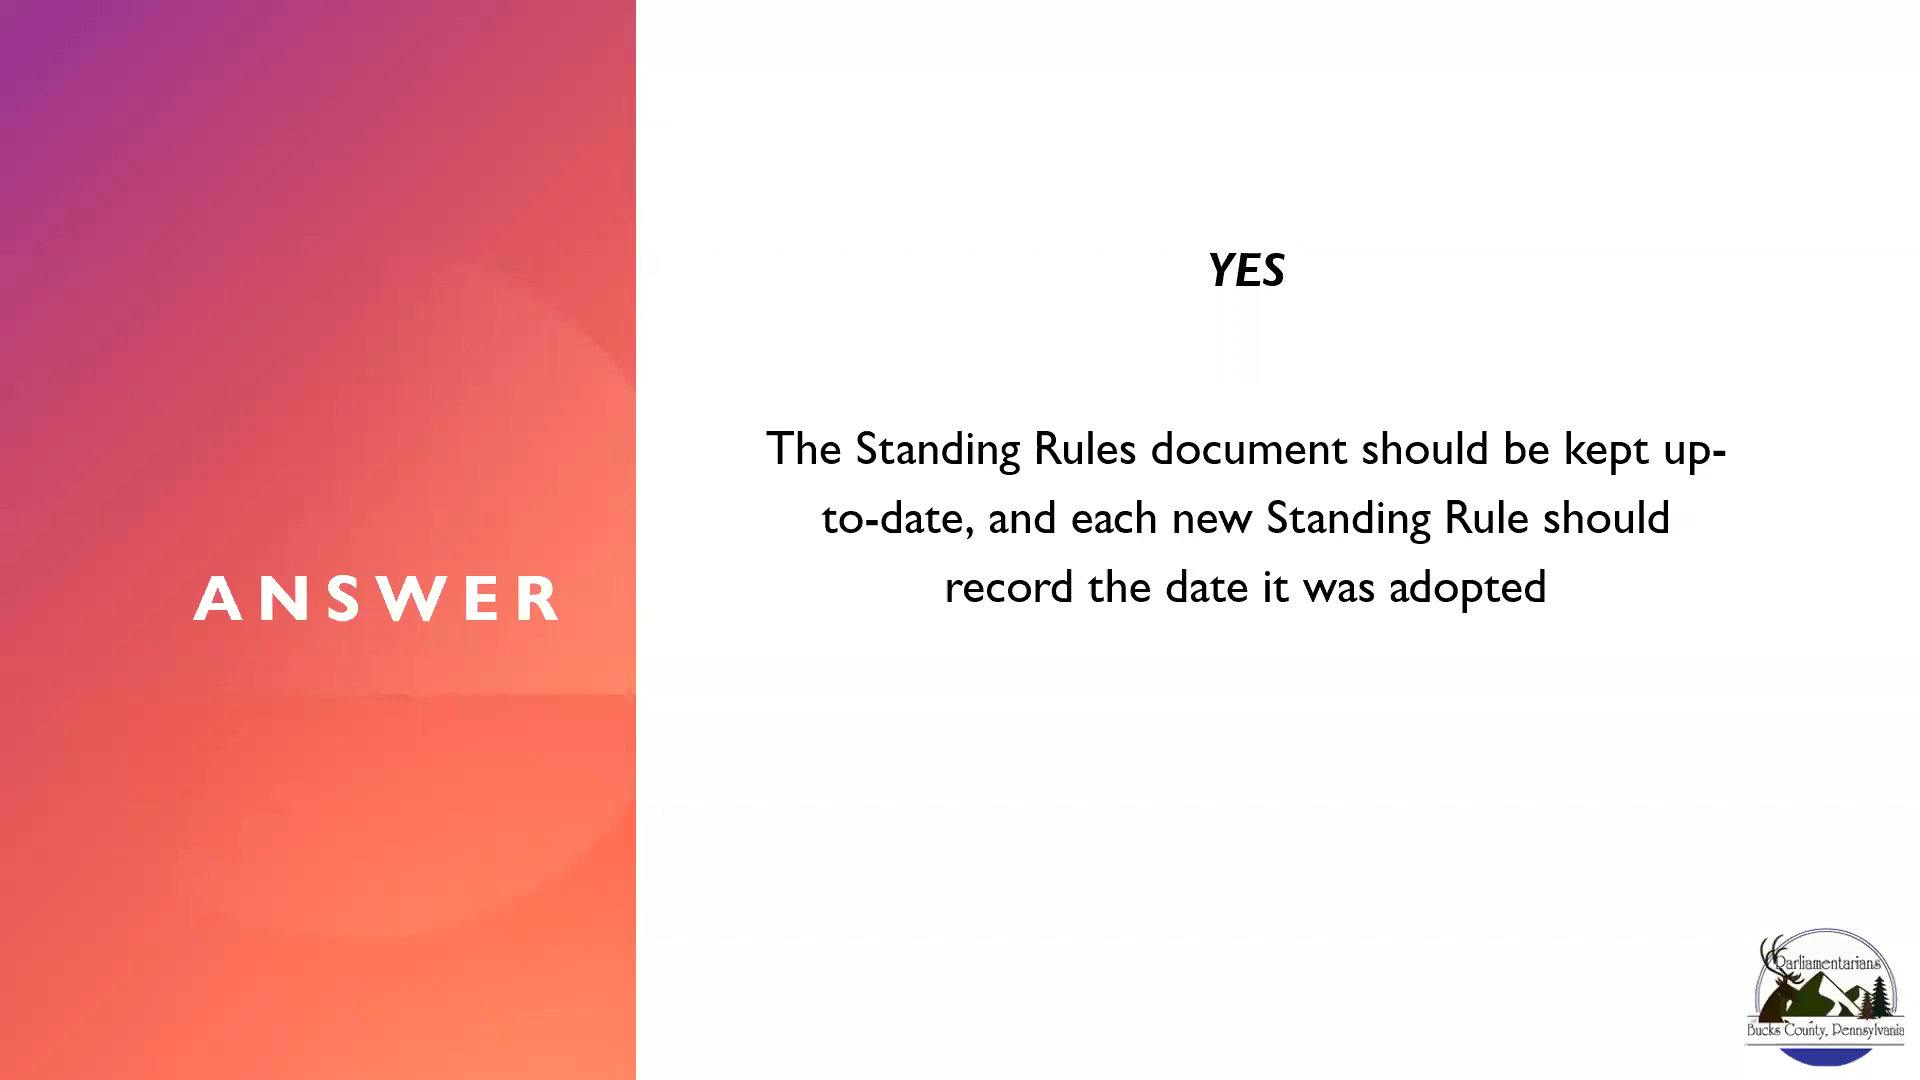 ANSWER
YES
The Standing Rules document should be kept up-
to-date, and each new Standing Rule should
record the date it was adopted
Parliamentarians
Bucks County, Pennsylvania